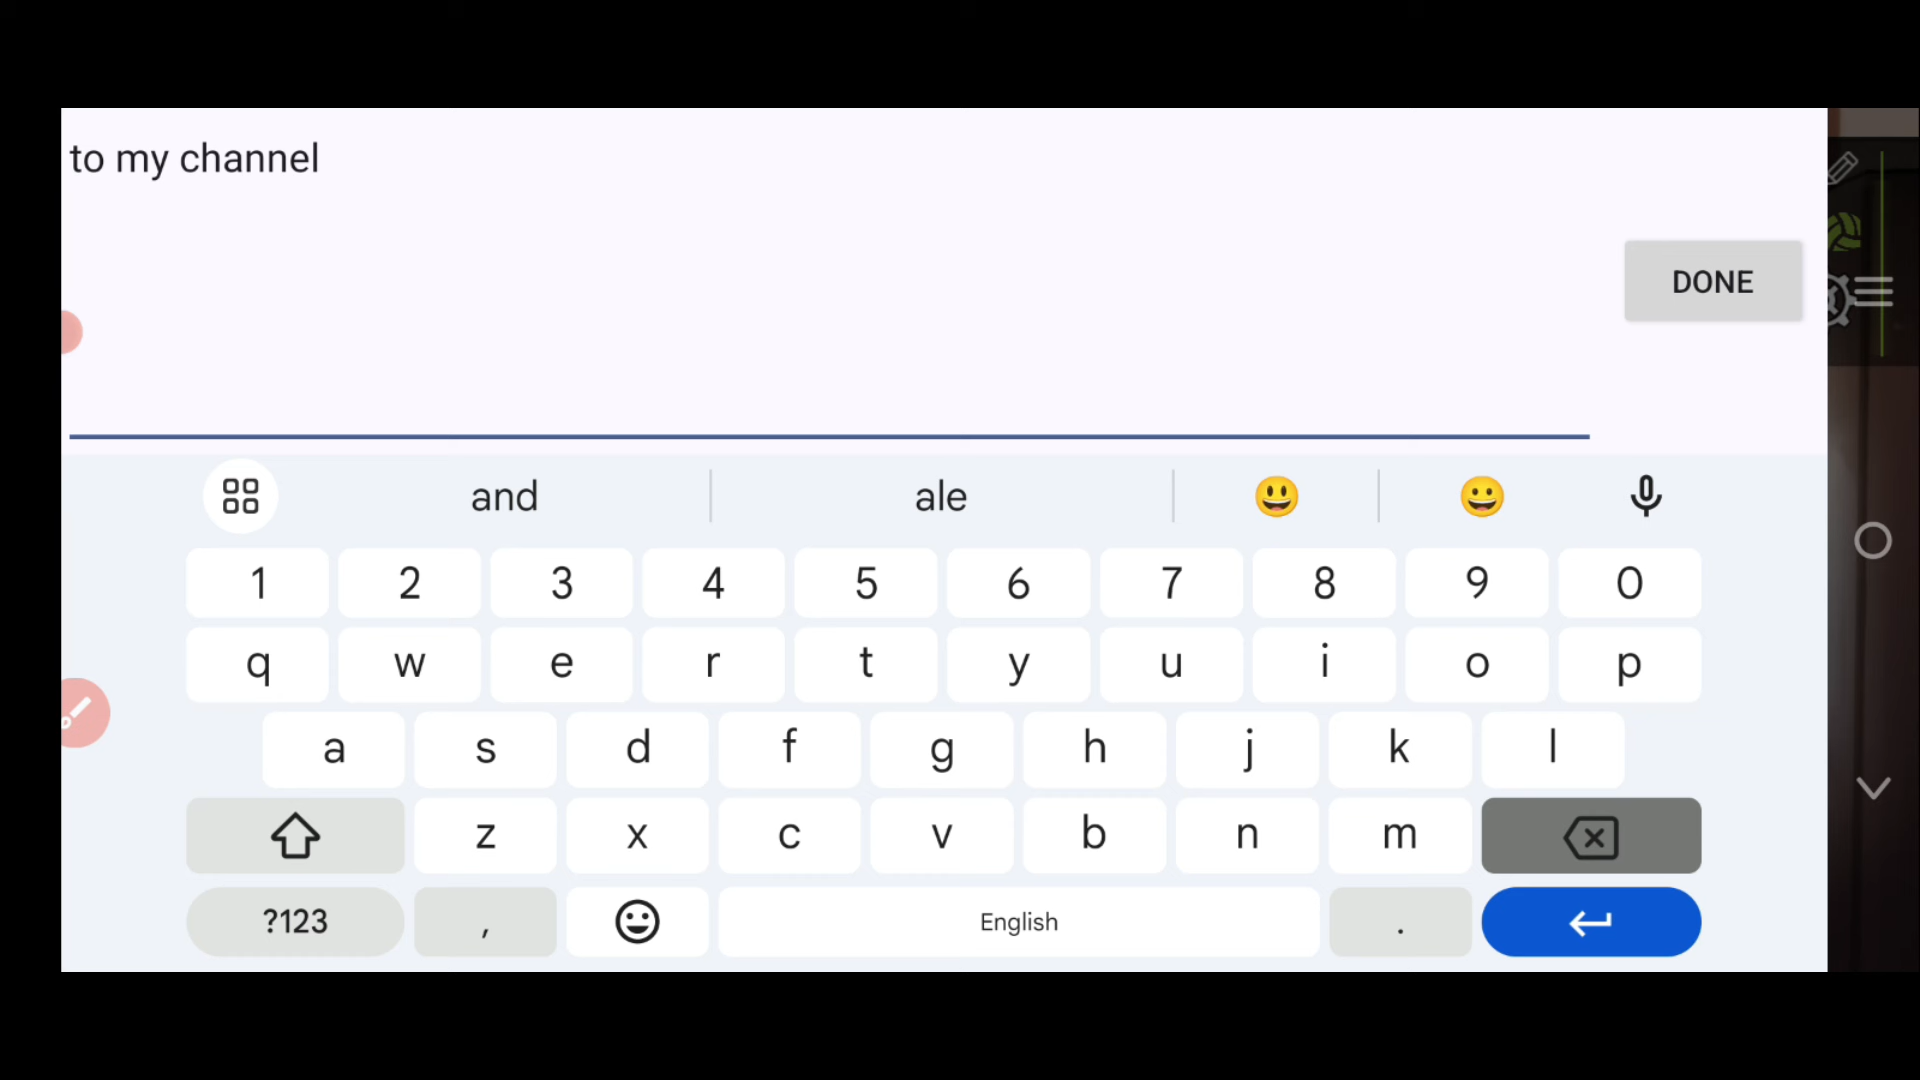 to my channel
DONE
and ale 😃 😀
1 2 3 4 5 6 7 8 9 0
q w e r t y u i o p
a s d f g h j k l
z x c v b n m
?123 , English .